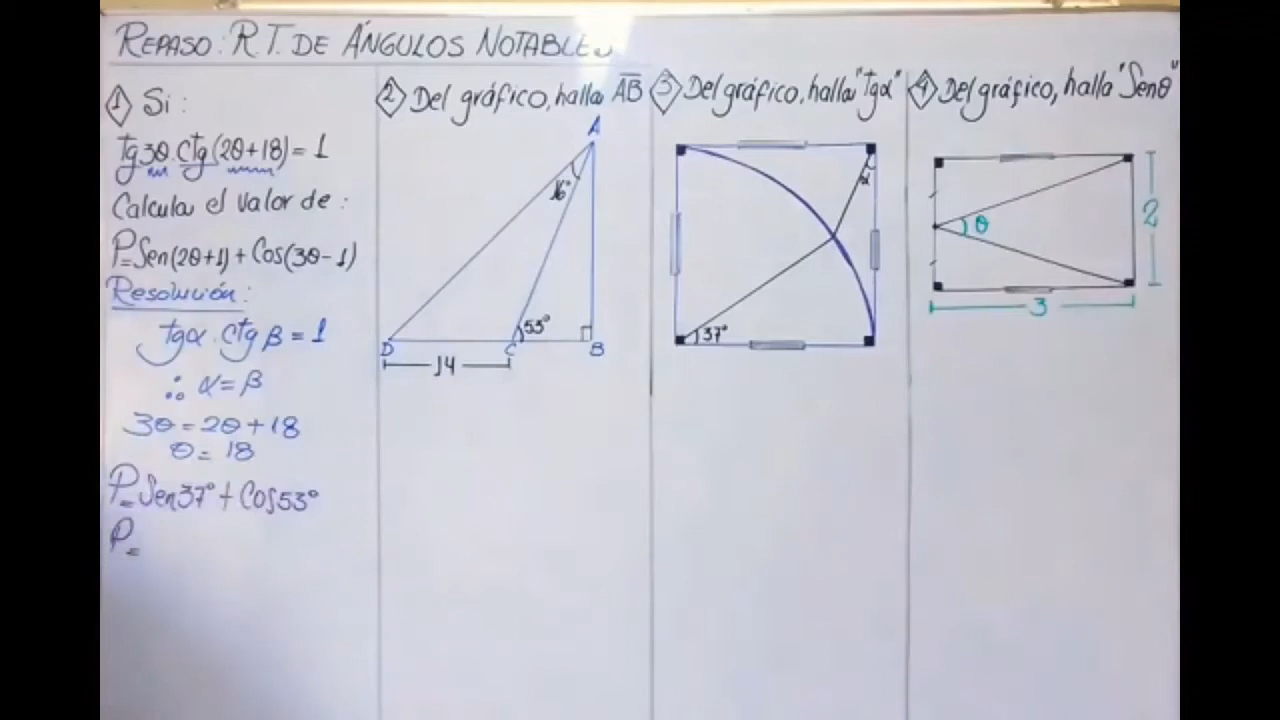 REPASO: R.T. DE ÁNGULOS NOTABLES
1 Si:
tg3θ.Ctg(2θ+18)=1
Calcula el valor de:
P=Sen(2θ+1)+Cos(3θ-1)
Resolución:
tgα.Ctgβ=1
∴ α=β
3θ=2θ+18
θ=18
P=Sen37°+Cos53°
P=
2 Del gráfico, halla AB
A
16°
53°
D
C
B
14
3 Del gráfico, halla "Tgα"
α
37°
4 Del gráfico, halla "Senθ"
θ
2
3